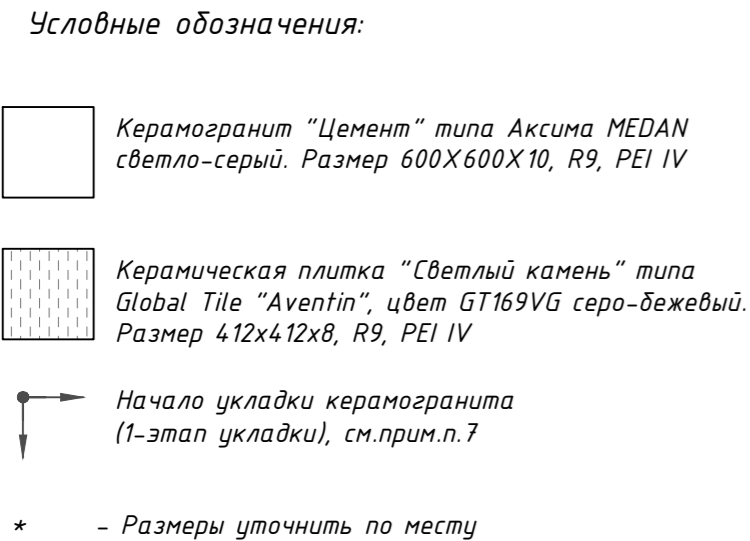 Условные обозначения:
Керамогранит "Цемент" типа Аксима MEDAN
светло-серый. Размер 600X600X10, R9, PEI IV
Керамическая плитка "Светлый камень" типа
Global Tile "Aventin", цвет GT169VG серо-бежевый.
Размер 412x412x8, R9, PEI IV
Начало укладки керамогранита
(1-этап укладки), см.прим.п.7
* - Размеры уточнить по месту